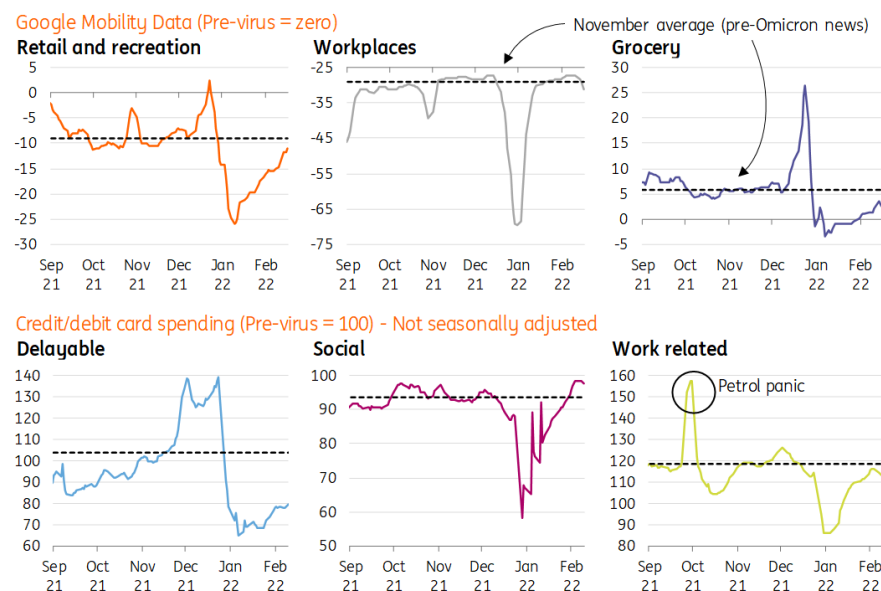 Google Mobility Data (Pre-virus = zero)
November average (pre-Omicron news)
Retail and recreation
5
0
-5
-10
-15
-20
-25
-30
Sep Oct Nov Dec Jan Feb
21 21 21 21 22 22
Workplaces
-25
-35
-45
-55
-65
-75
Sep Oct Nov Dec Jan Feb
21 21 21 21 22 22
Grocery
30
25
20
15
10
5
0
-5
Sep Oct Nov Dec Jan Feb
21 21 21 21 22 22
Credit/debit card spending (Pre-virus = 100) - Not seasonally adjusted
Delayable
140
130
120
110
100
90
80
70
60
Sep Oct Nov Dec Jan Feb
21 21 21 21 22 22
Social
100
90
80
70
60
50
Sep Oct Nov Dec Jan Feb
21 21 21 21 22 22
Work related
160
150
140
130
120
110
100
90
80
Petrol panic
Sep Oct Nov Dec Jan Feb
21 21 21 21 22 22